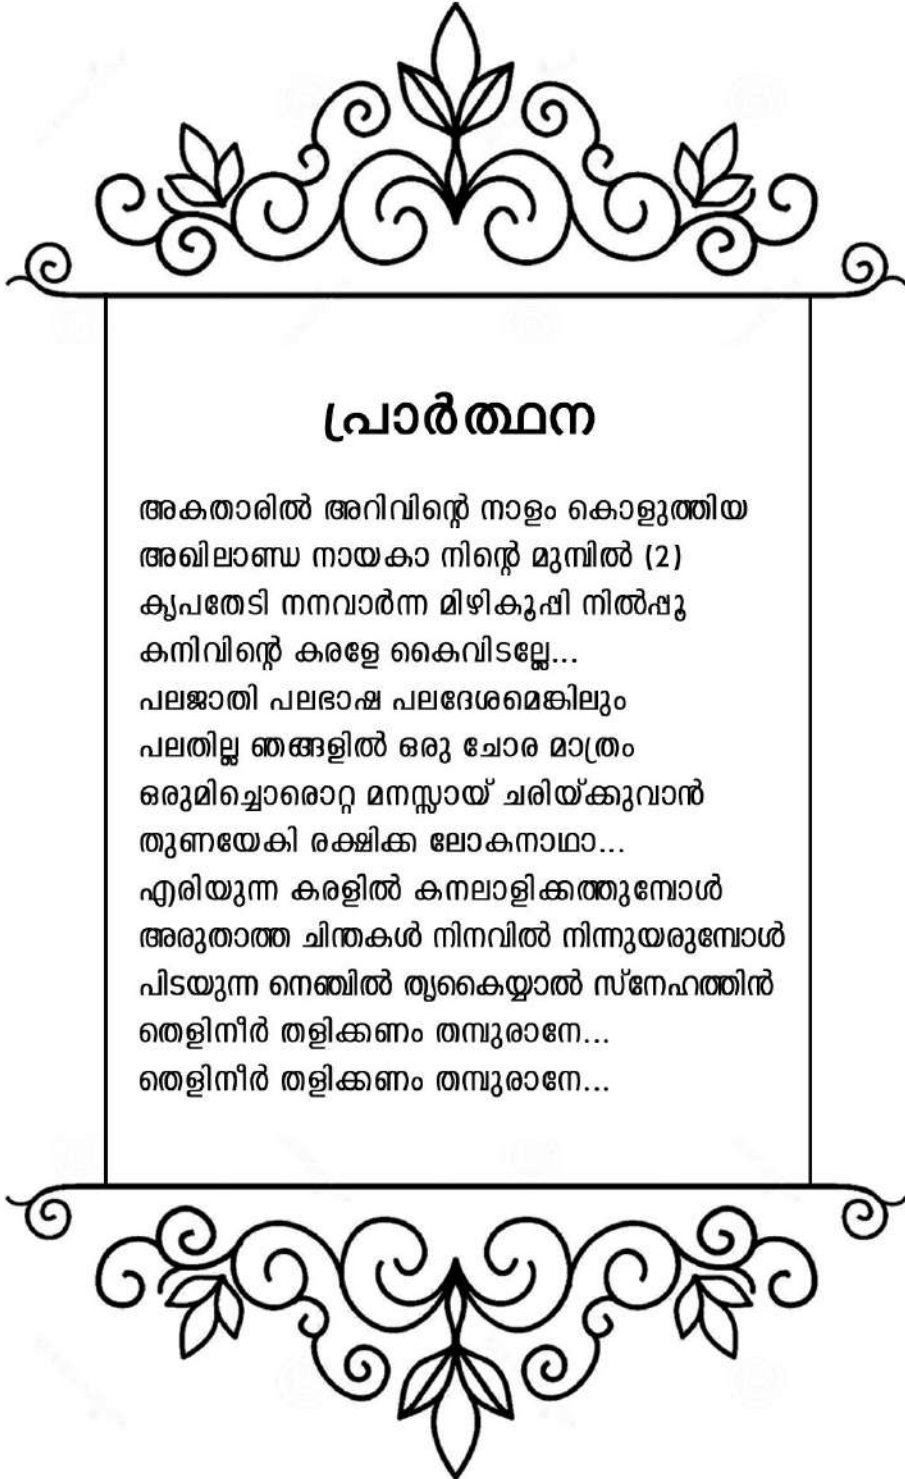 പ്രാർത്ഥന
അകതാരിൽ അറിവിന്റെ നാളം കൊളുത്തിയ
അഖിലാണ്ഡ നായകാ നിന്റെ മുമ്പിൽ (2)
കൃപതേടി നനവാർന്ന മിഴികൂപ്പി നിൽപ്പൂ
കനിവിന്റെ കരളേ കൈവിടല്ലേ...
പലജാതി പലഭാഷ പലദേശമെങ്കിലും
പലതില്ല ഞങ്ങളിൽ ഒരു ചോര മാത്രം
ഒരുമിച്ചൊരൊറ്റ മനസ്സായ് ചരിയ്ക്കുവാൻ
തുണയേകി രക്ഷിക്ക ലോകനാഥാ...
എരിയുന്ന കരളിൽ കനലാളിക്കത്തുമ്പോൾ
അരുതാത്ത ചിന്തകൾ നിനവിൽ നിന്നുയരുമ്പോൾ
പിടയുന്ന നെഞ്ചിൽ തൃകൈയ്യാൽ സ്നേഹത്തിൻ
തെളിനീർ തളിക്കണം തമ്പുരാനേ...
തെളിനീർ തളിക്കണം തമ്പുരാനേ...